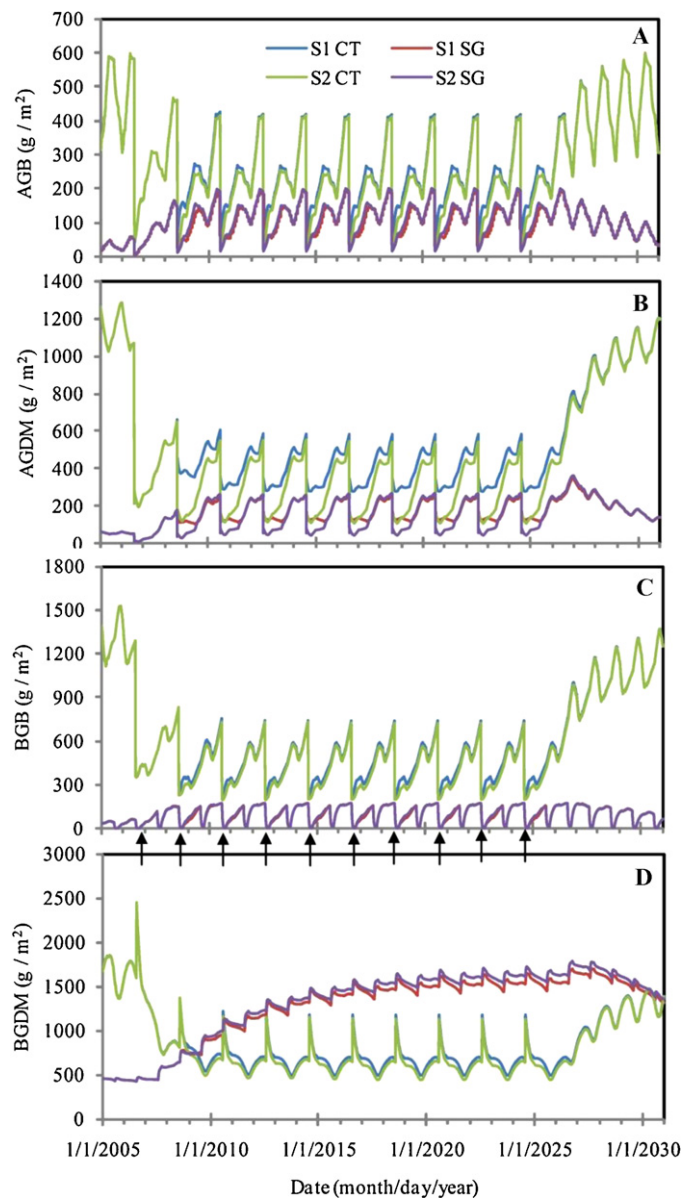 700
600
500
400
300
200
100
0
AGB (g / m²)
S1 CT
S1 SG
S2 CT
S2 SG
A
1400
1200
1000
800
600
400
200
0
AGDM (g / m²)
B
1800
1500
1200
900
600
300
0
BGB (g / m²)
C
3000
2500
2000
1500
1000
500
0
BGDM (g / m²)
D
1/1/2005
1/1/2010
1/1/2015
1/1/2020
1/1/2025
1/1/2030
Date (month/day/year)